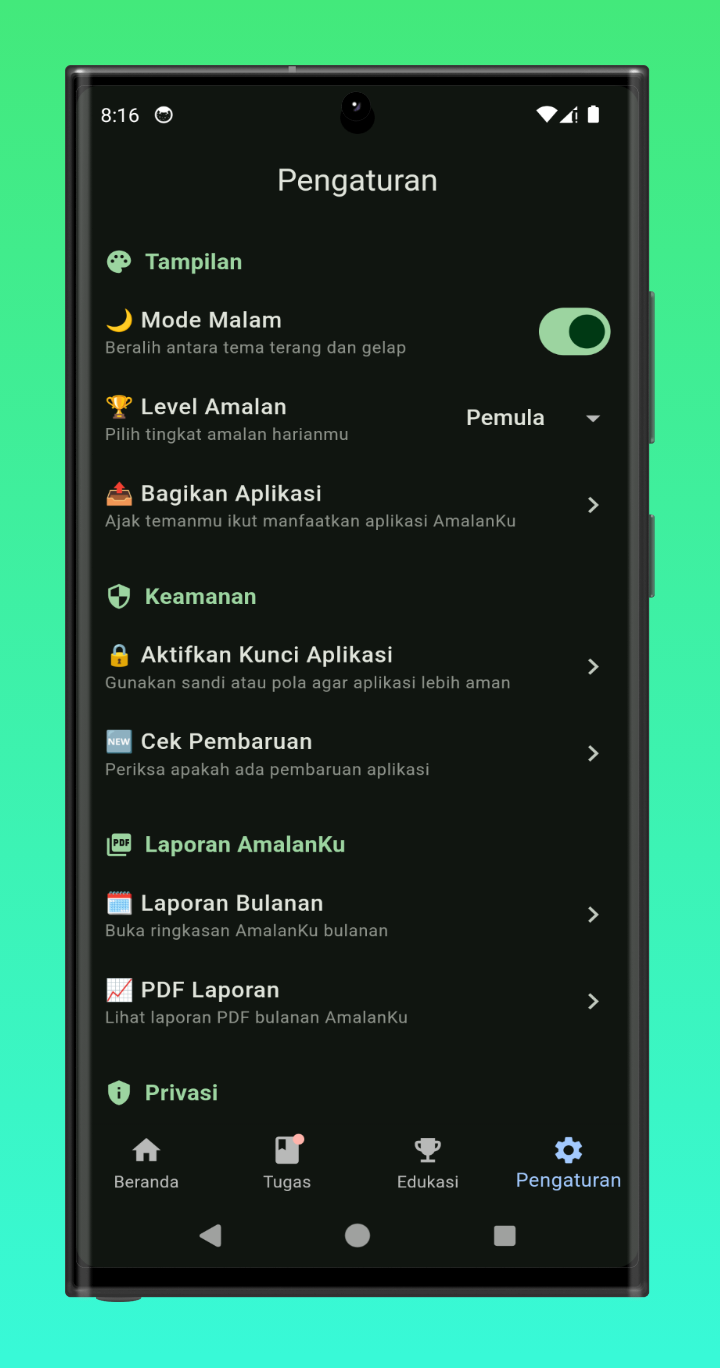 8:16
Pengaturan
Tampilan
🌙 Mode Malam
Beralih antara tema terang dan gelap
🏆 Level Amalan
Pemula
Pilih tingkat amalan harianmu
📤 Bagikan Aplikasi
Ajak temanmu ikut manfaatkan aplikasi AmalanKu
Keamanan
🔒 Aktifkan Kunci Aplikasi
Gunakan sandi atau pola agar aplikasi lebih aman
🆕 Cek Pembaruan
Periksa apakah ada pembaruan aplikasi
PDF Laporan AmalanKu
🗓️ Laporan Bulanan
Buka ringkasan AmalanKu bulanan
📈 PDF Laporan
Lihat laporan PDF bulanan AmalanKu
Privasi
Beranda Tugas Edukasi Pengaturan